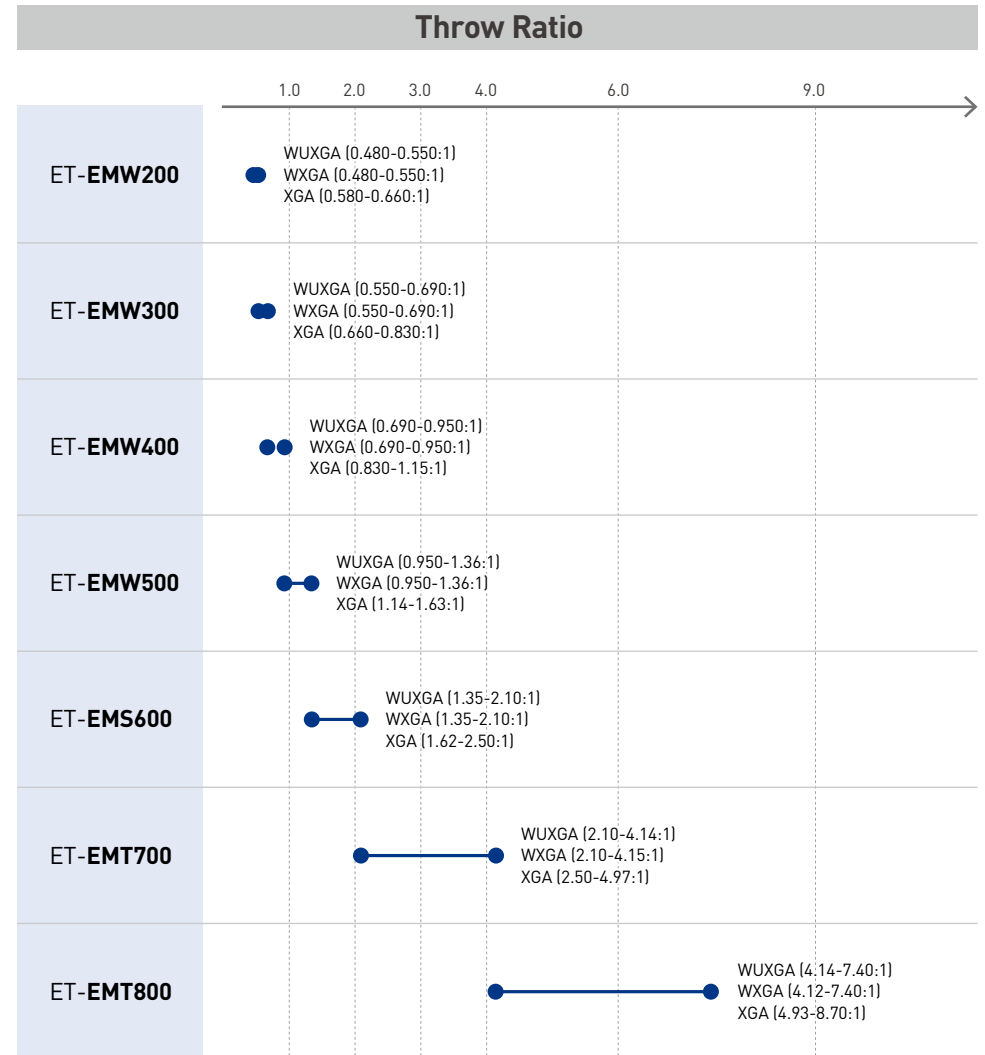 Throw Ratio
1.0 2.0 3.0 4.0 6.0 9.0
ET-EMW200
WUXGA (0.480-0.550:1)
WXGA (0.480-0.550:1)
XGA (0.580-0.660:1)
ET-EMW300
WUXGA (0.550-0.690:1)
WXGA (0.550-0.690:1)
XGA (0.660-0.830:1)
ET-EMW400
WUXGA (0.690-0.950:1)
WXGA (0.690-0.950:1)
XGA (0.830-1.15:1)
ET-EMW500
WUXGA (0.950-1.36:1)
WXGA (0.950-1.36:1)
XGA (1.14-1.63:1)
ET-EMS600
WUXGA (1.35-2.10:1)
WXGA (1.35-2.10:1)
XGA (1.62-2.50:1)
ET-EMT700
WUXGA (2.10-4.14:1)
WXGA (2.10-4.15:1)
XGA (2.50-4.97:1)
ET-EMT800
WUXGA (4.14-7.40:1)
WXGA (4.12-7.40:1)
XGA (4.93-8.70:1)